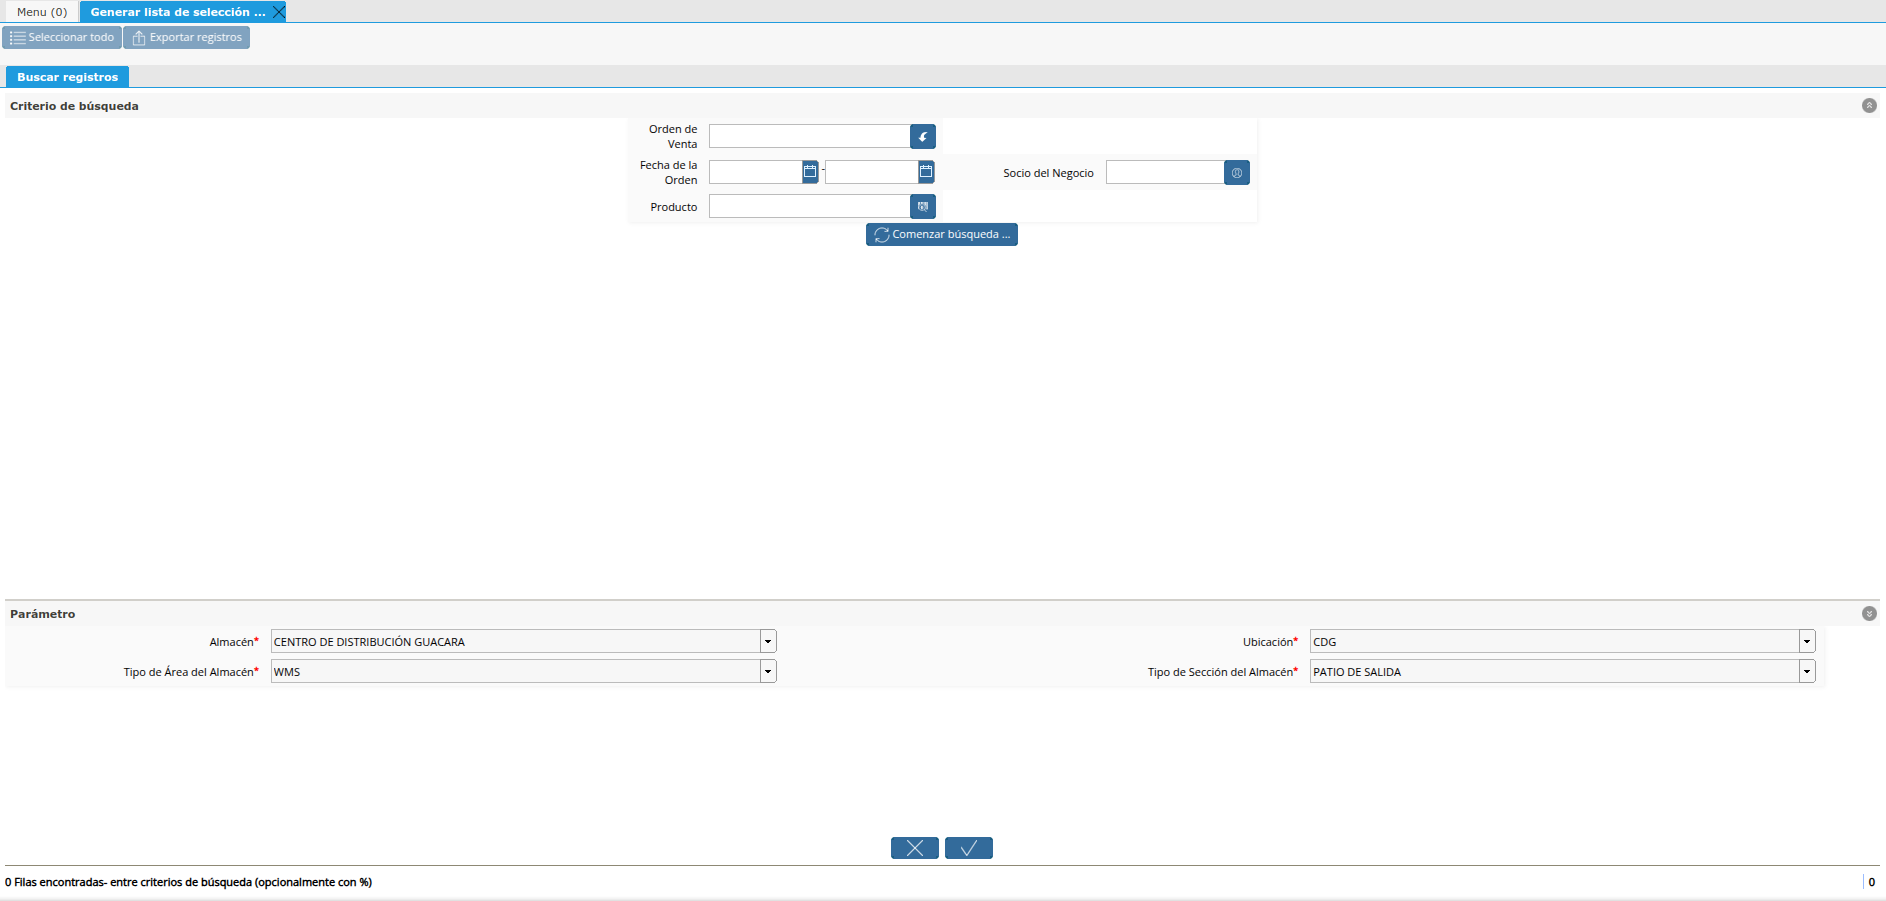 Menu (0)
Generar lista de selección ...
Seleccionar todo
Exportar registros
Buscar registros
Criterio de búsqueda
Orden de
Venta
Fecha de la
Orden
-
Socio del Negocio
Producto
Comenzar búsqueda ...
Parámetro
Almacén* CENTRO DE DISTRIBUCIÓN GUACARA
Ubicación* CDG
Tipo de Área del Almacén* WMS
Tipo de Sección del Almacén* PATIO DE SALIDA
0 Filas encontradas- entre criterios de búsqueda (opcionalmente con %)
0